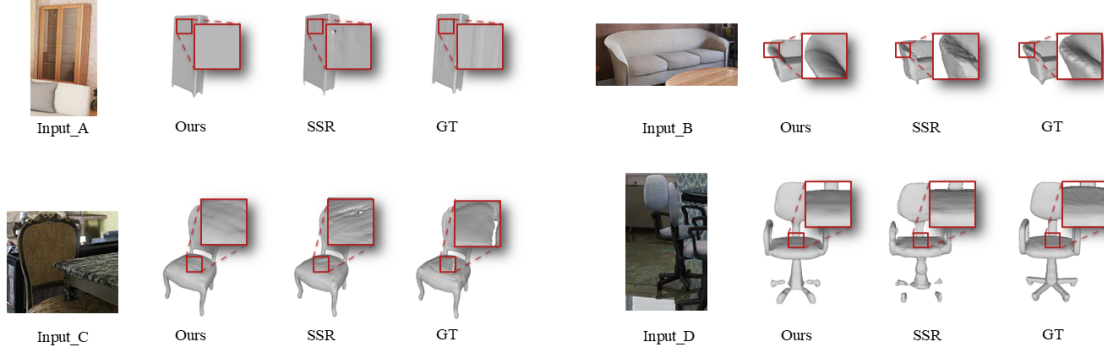 Input_A Ours SSR GT
Input_B Ours SSR GT
Input_C Ours SSR GT
Input_D Ours SSR GT